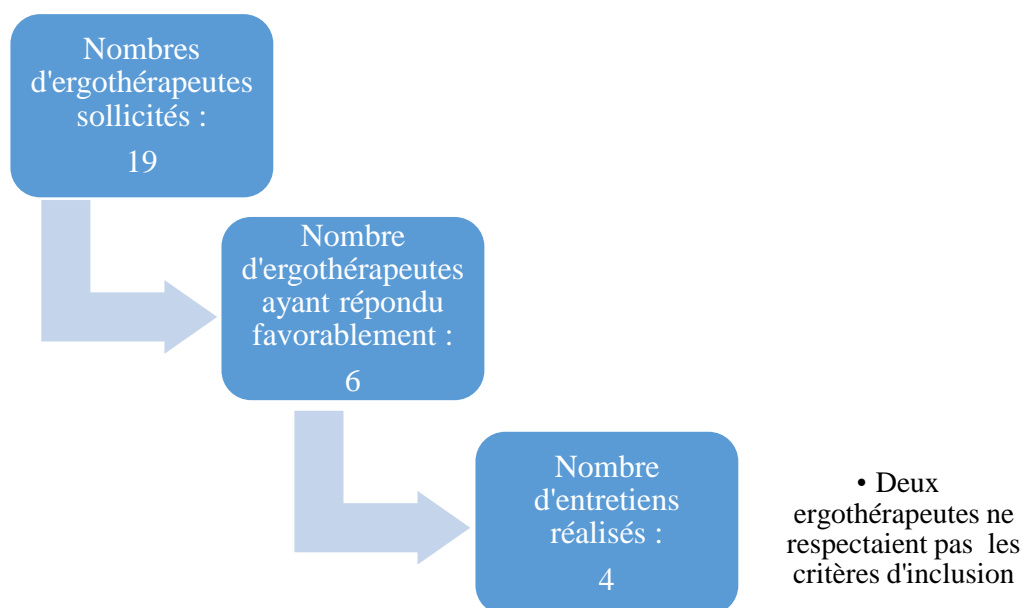 Nombres
d'ergothérapeutes
sollicités :
19
Nombre
d'ergothérapeutes
ayant répondu
favorablement :
6
Nombre
d'entretiens
réalisés :
4
• Deux
ergothérapeutes ne
respectaient pas les
critères d'inclusion